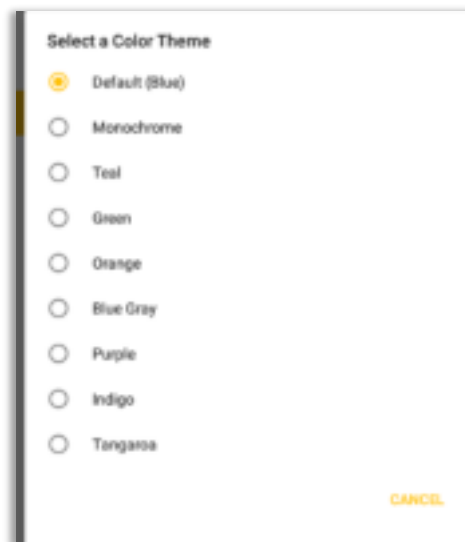 Select a Color Theme
Default (Blue)
Monochrome
Teal
Green
Orange
Blue Gray
Purple
Indigo
Tangaroa
CANCEL